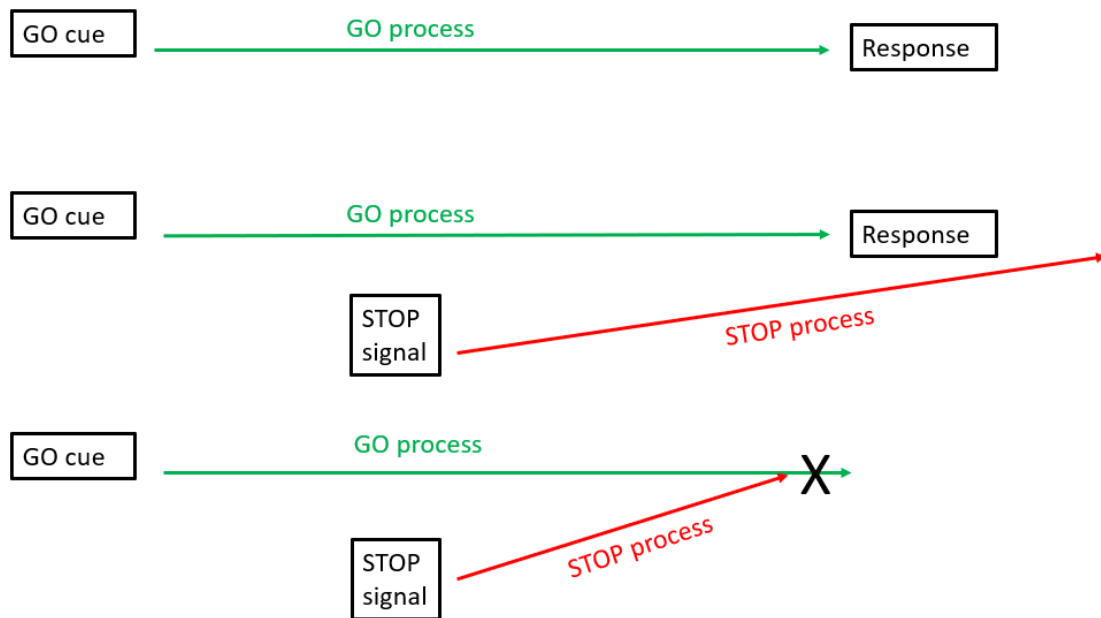 GO cue
GO process
Response
GO cue
GO process
Response
STOP
signal
STOP process
GO cue
GO process
X
STOP process
STOP
signal